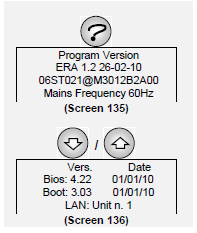 ?
Program Version
ERA 1.2 26-02-10
06ST021@M3012B2A00
Mains Frequency 60Hz
(Screen 135)
/
Vers. Date
Bios: 4.22 01/01/10
Boot: 3.03 01/01/10
LAN: Unit n. 1
(Screen 136)